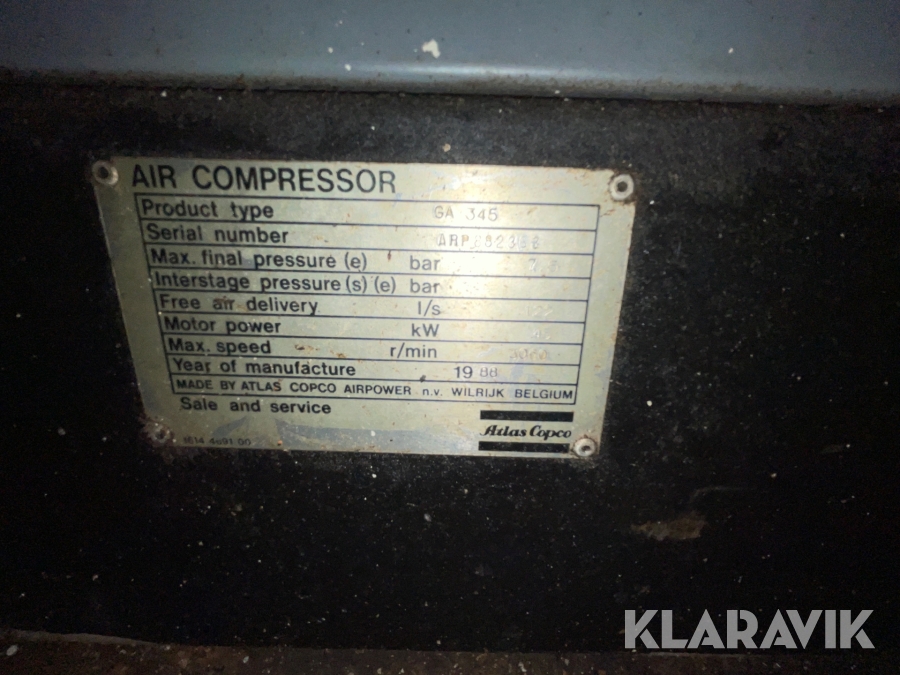 AIR COMPRESSOR
Product type GA 345
Serial number
Max. final pressure (e) bar
Interstage pressure (s) (e) bar
Free air delivery l/s
Motor power kW
Max. speed r/min
Year of manufacture 1988
MADE BY ATLAS COPCO AIRPOWER n.v. WILRIJK BELGIUM
Sale and service
Atlas Copco
KLARAVIK